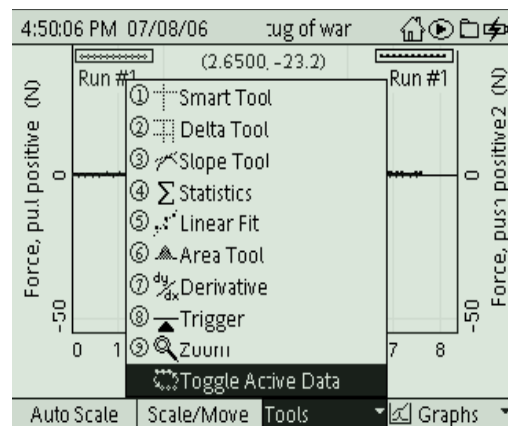 4:50:06 PM 07/08/06 tug of war
(2.6500, -23.2)
Run #1
Run #1
① Smart Tool
② Delta Tool
③ Slope Tool
④ Statistics
⑤ Linear Fit
⑥ Area Tool
⑦ dy/dx Derivative
⑧ Trigger
⑨ Zoom
Toggle Active Data
Force, pull positive (N)
0
-50
Force, push positive2 (N)
0
-50
0 1 7 8
Auto Scale Scale/Move Tools Graphs